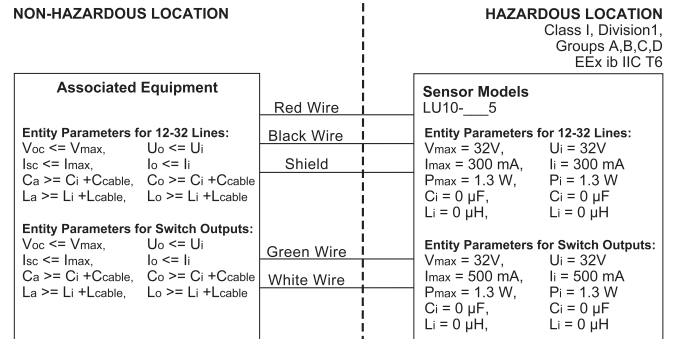 NON-HAZARDOUS LOCATION
HAZARDOUS LOCATION
Class I, Division1,
Groups A,B,C,D
EEx ib IIC T6
Associated Equipment
Entity Parameters for 12-32 Lines:
Voc <= Vmax, Uo <= Ui
Isc <= Imax, Io <= Ii
Ca >= Ci +Ccable, Co >= Ci +Ccable
La >= Li +Lcable, Lo >= Li +Lcable
Entity Parameters for Switch Outputs:
Voc <= Vmax, Uo <= Ui
Isc <= Imax, Io <= Ii
Ca >= Ci +Ccable, Co >= Ci +Ccable
La >= Li +Lcable, Lo >= Li +Lcable
Red Wire
Black Wire
Shield
Green Wire
White Wire
Sensor Models
LU10-___5
Entity Parameters for 12-32 Lines:
Vmax = 32V, Ui = 32V
Imax = 300 mA, Ii = 300 mA
Pmax = 1.3 W, Pi = 1.3 W
Ci = 0 µF, Ci = 0 µF
Li = 0 µH, Li = 0 µH
Entity Parameters for Switch Outputs:
Vmax = 32V, Ui = 32V
Imax = 500 mA, Ii = 500 mA
Pmax = 1.3 W, Pi = 1.3 W
Ci = 0 µF, Ci = 0 µF
Li = 0 µH, Li = 0 µH